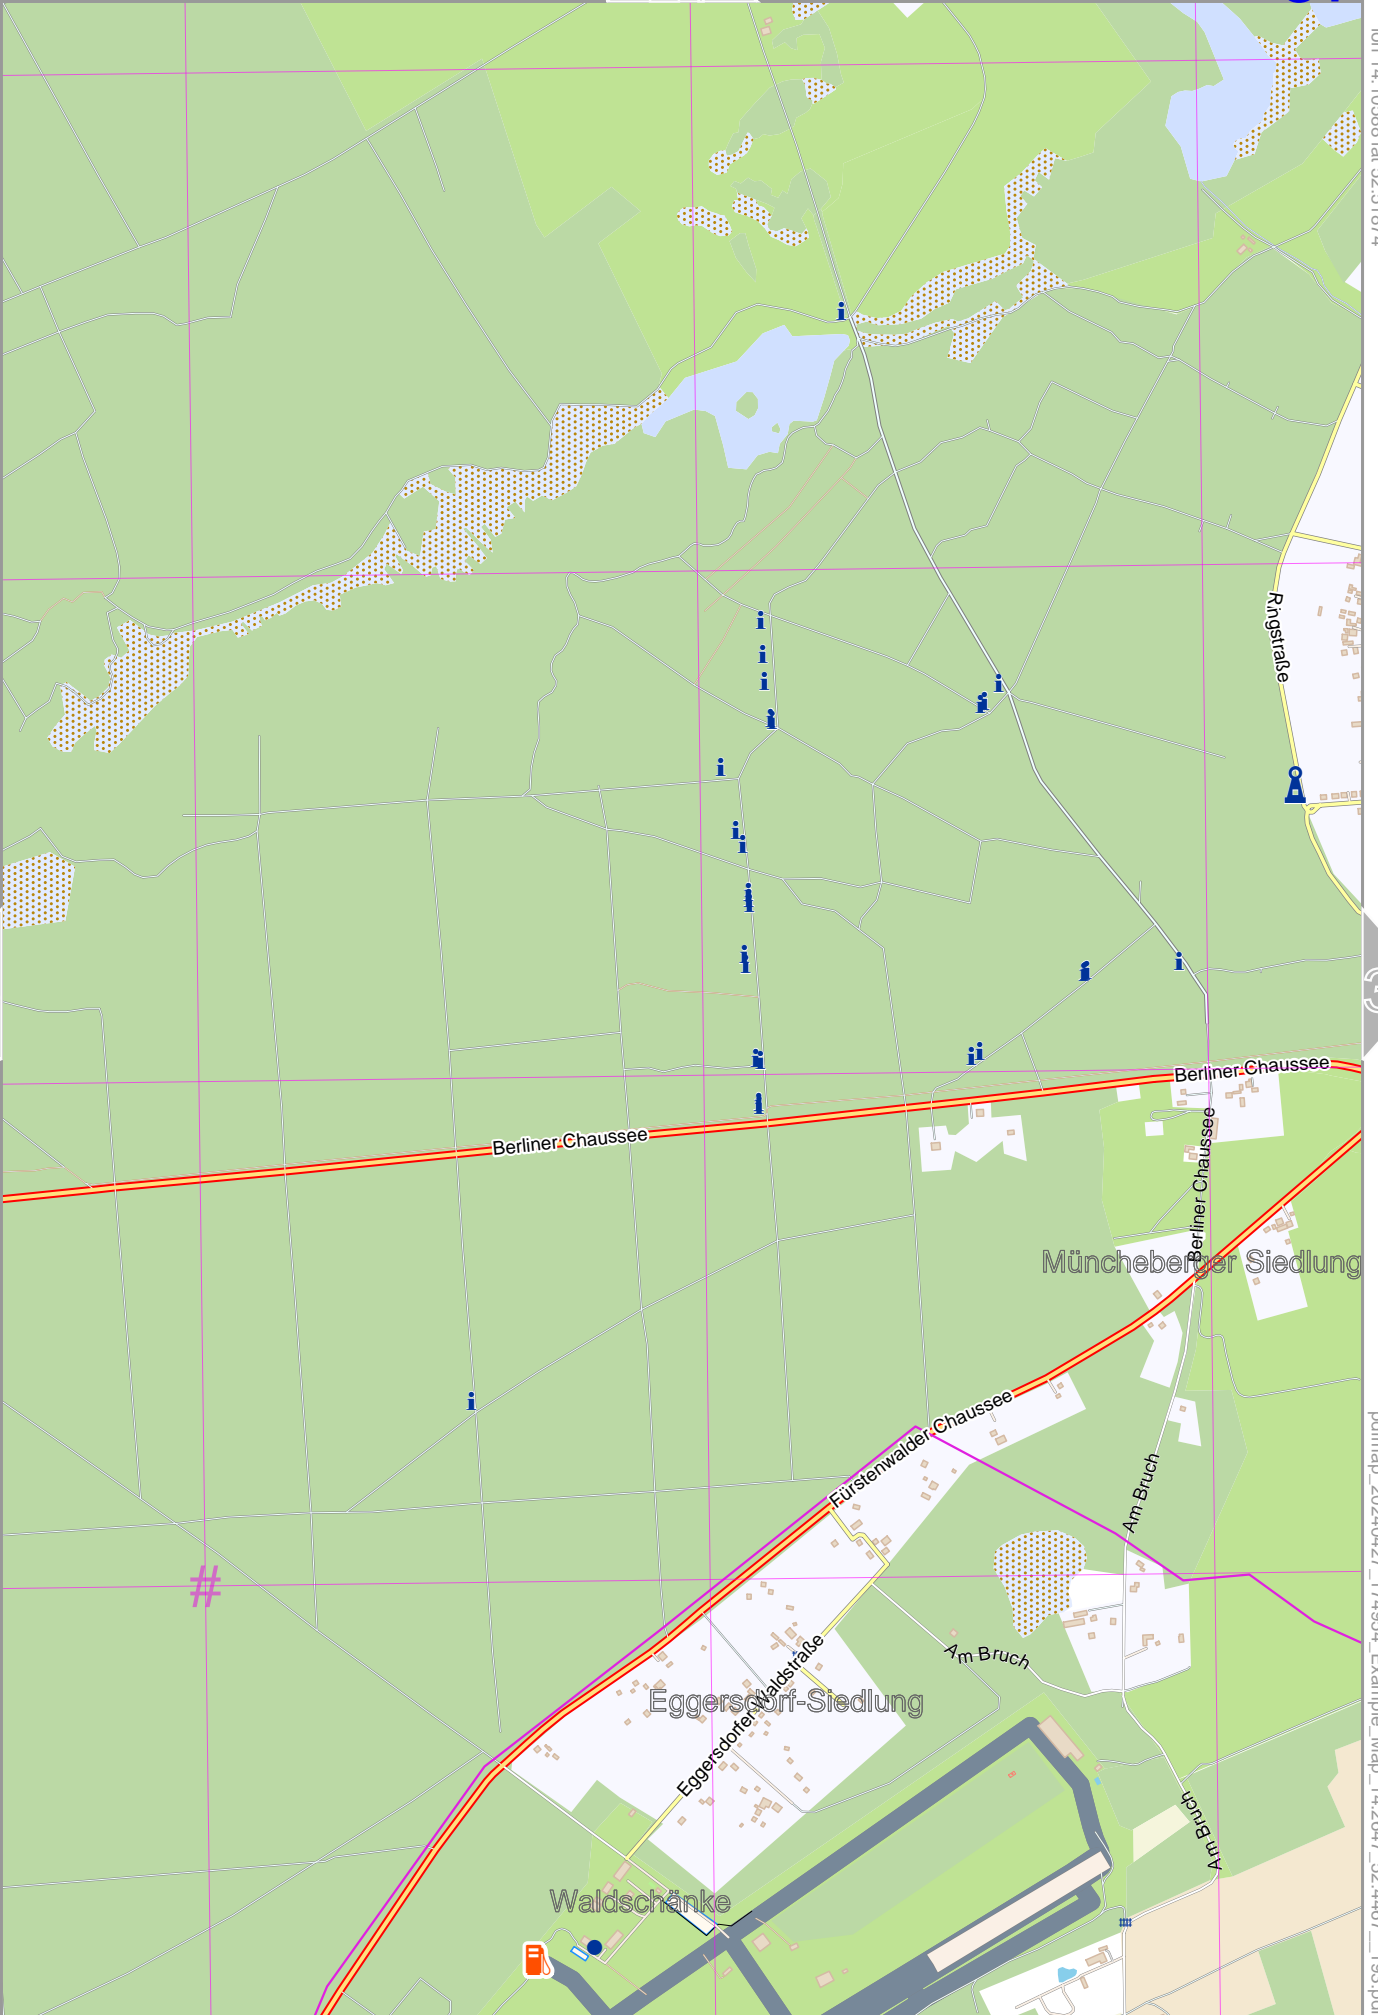 Ringstraße
Berliner Chaussee
Berliner Chaussee
Berliner Chaussee
Müncheberger Siedlung
Fürstenwalder Chaussee
Am Bruch
#
Am Bruch
Eggersdorfer Waldstraße
Eggersdorf-Siedlung
Am Bruch
Waldschänke